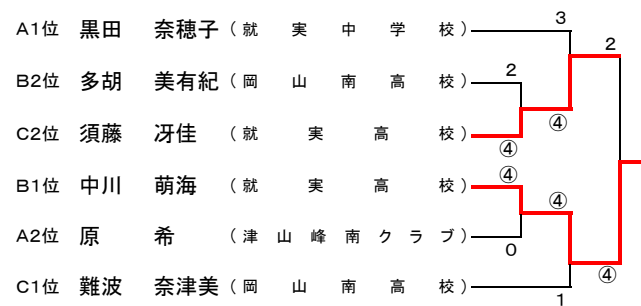 A1位 黒田 奈穂子 (就実中学校) 3
2
B2位 多胡 美有紀 (岡山南高校) 2
④
C2位 須藤 冴佳 (就実高校) ④
B1位 中川 萌海 (就実高校) ④
④
A2位 原 希 (津山峰南クラブ) 0
④
C1位 難波 奈津美 (岡山南高校) 1